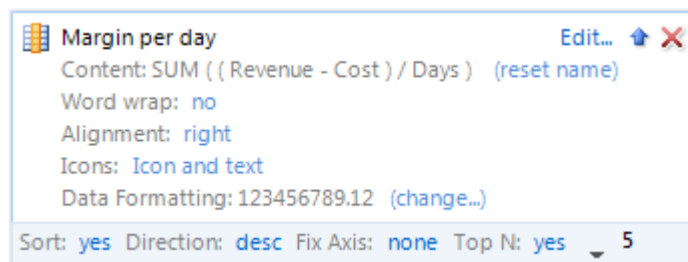 Margin per day Edit...
Content: SUM ( ( Revenue - Cost ) / Days ) (reset name)
Word wrap: no
Alignment: right
Icons: Icon and text
Data Formatting: 123456789.12 (change...)
Sort: yes Direction: desc Fix Axis: none Top N: yes 5